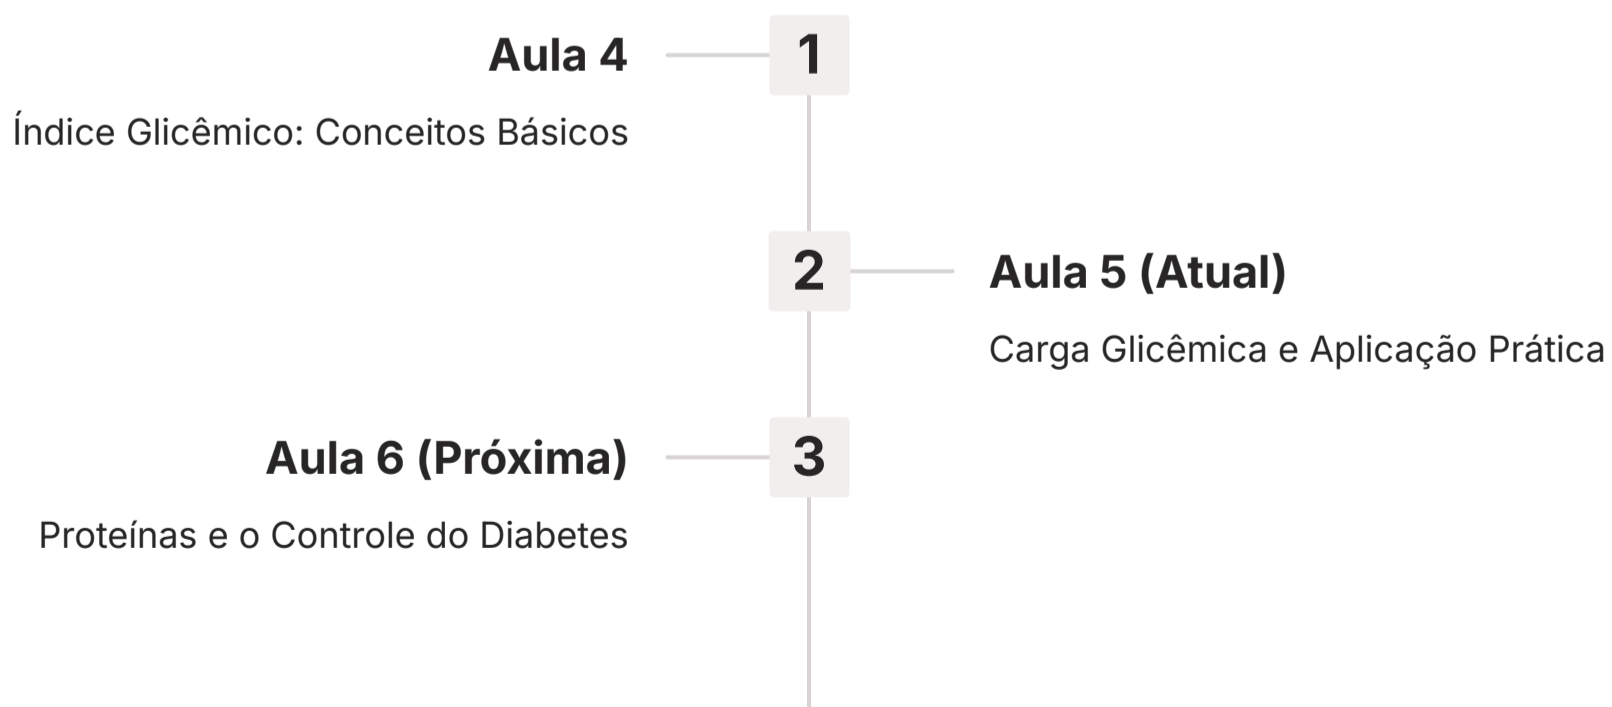 Aula 4
1
Índice Glicêmico: Conceitos Básicos
2
Aula 5 (Atual)
Carga Glicêmica e Aplicação Prática
Aula 6 (Próxima)
3
Proteínas e o Controle do Diabetes